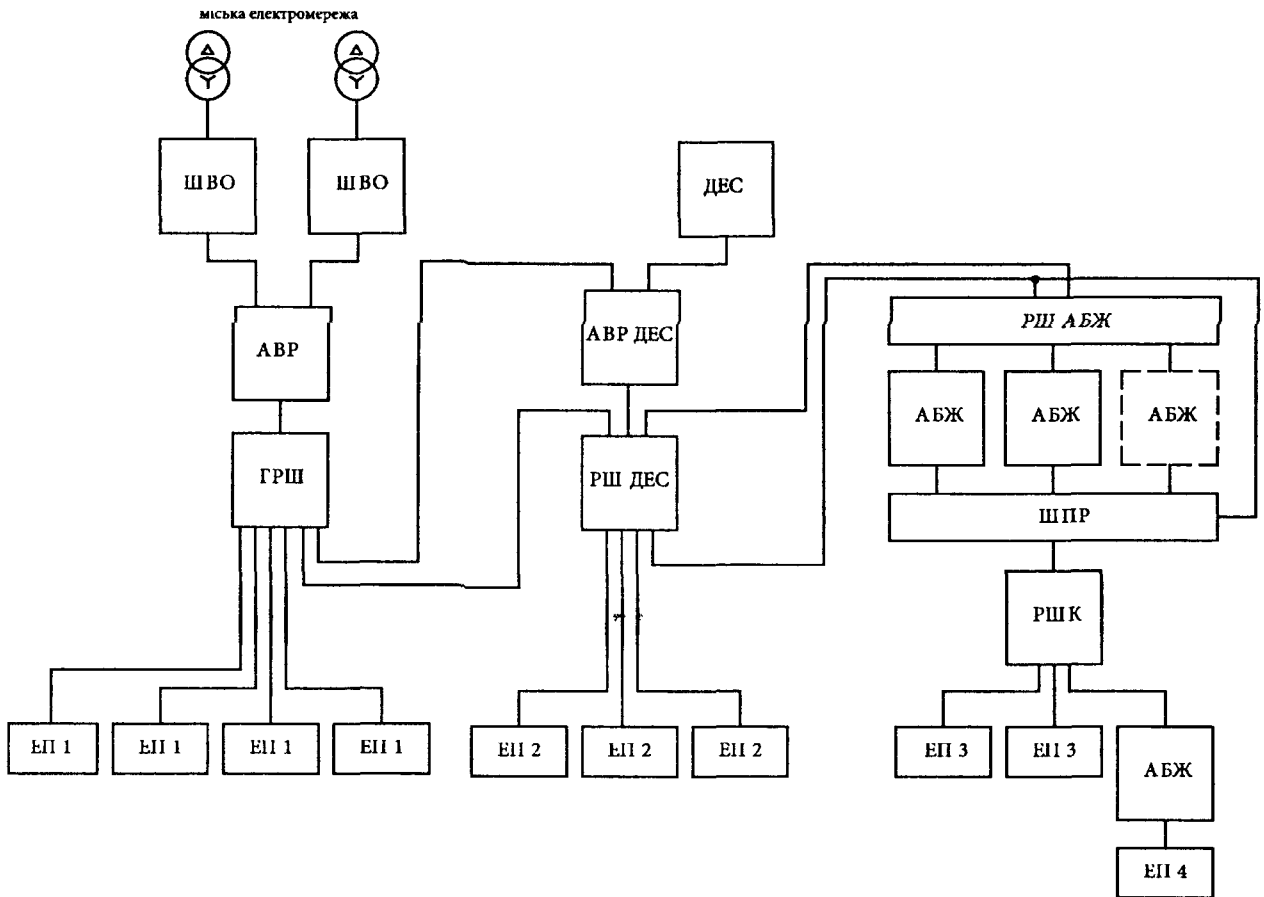 міська електромережа
Δ
Δ
Y
Y
ШВО
ШВО
ДЕС
АВР
АВР ДЕС
РШ АБЖ
АБЖ
АБЖ
АБЖ
ГРШ
РШ ДЕС
ШПР
РШК
ЕП 1
ЕП 1
ЕП 1
ЕП 1
ЕП 2
ЕП 2
ЕП 2
ЕП 3
ЕП 3
АБЖ
ЕП 4